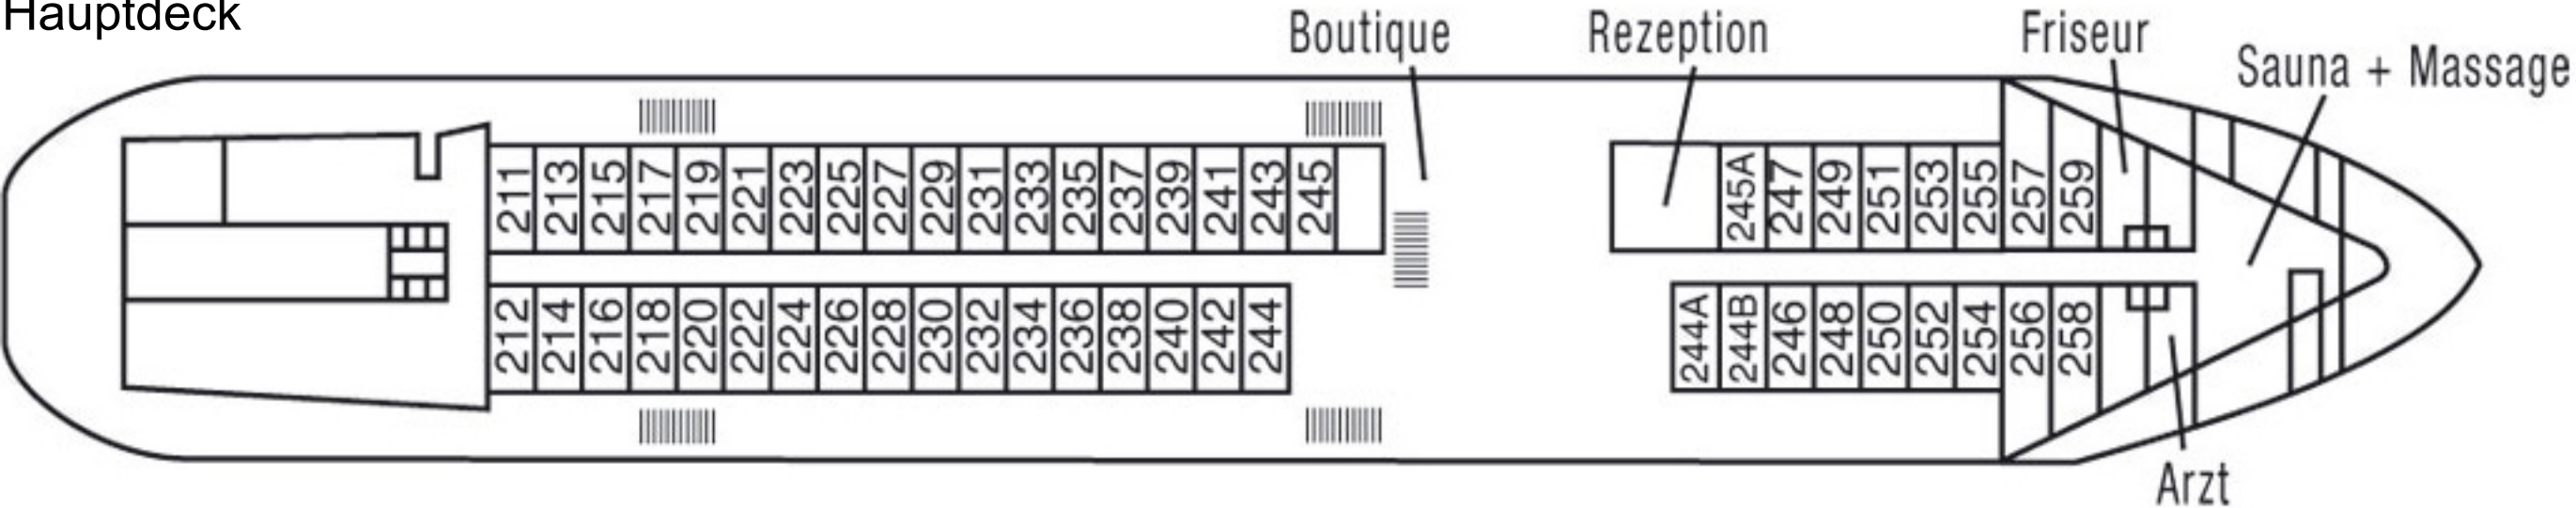 Hauptdeck
Boutique Rezeption Friseur
Sauna + Massage
211 213 215 217 219 221 223 225 227 229 231 233 235 237 239 241 243 245 245A 247 249 251 253 255 257 259
212 214 216 218 220 222 224 226 228 230 232 234 236 238 240 242 244 244A 244B 246 248 250 252 254 256 258
Arzt